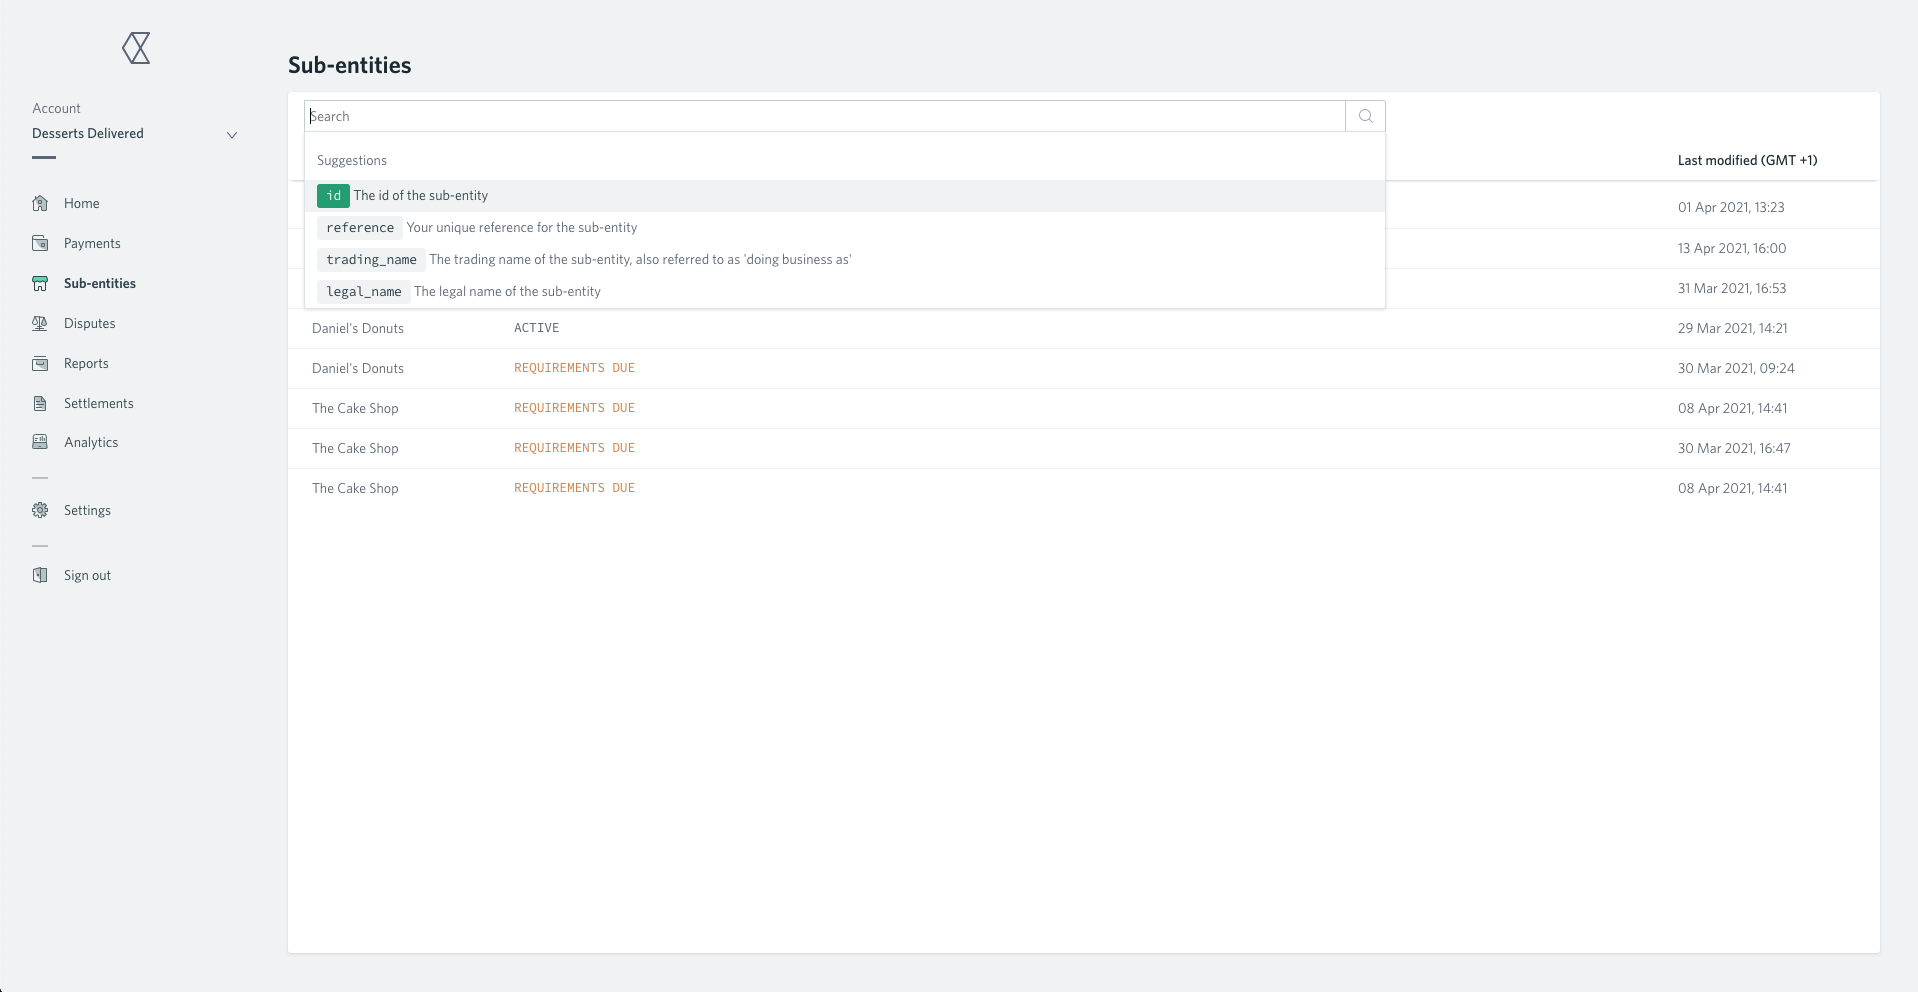 Account
Desserts Delivered
Home
Payments
Sub-entities
Disputes
Reports
Settlements
Analytics
Settings
Sign out
Sub-entities
Search
Suggestions
id The id of the sub-entity
reference Your unique reference for the sub-entity
trading_name The trading name of the sub-entity, also referred to as 'doing business as'
legal_name The legal name of the sub-entity
Last modified (GMT +1)
01 Apr 2021, 13:23
13 Apr 2021, 16:00
31 Mar 2021, 16:53
Daniel's Donuts ACTIVE 29 Mar 2021, 14:21
Daniel's Donuts REQUIREMENTS DUE 30 Mar 2021, 09:24
The Cake Shop REQUIREMENTS DUE 08 Apr 2021, 14:41
The Cake Shop REQUIREMENTS DUE 30 Mar 2021, 16:47
The Cake Shop REQUIREMENTS DUE 08 Apr 2021, 14:41